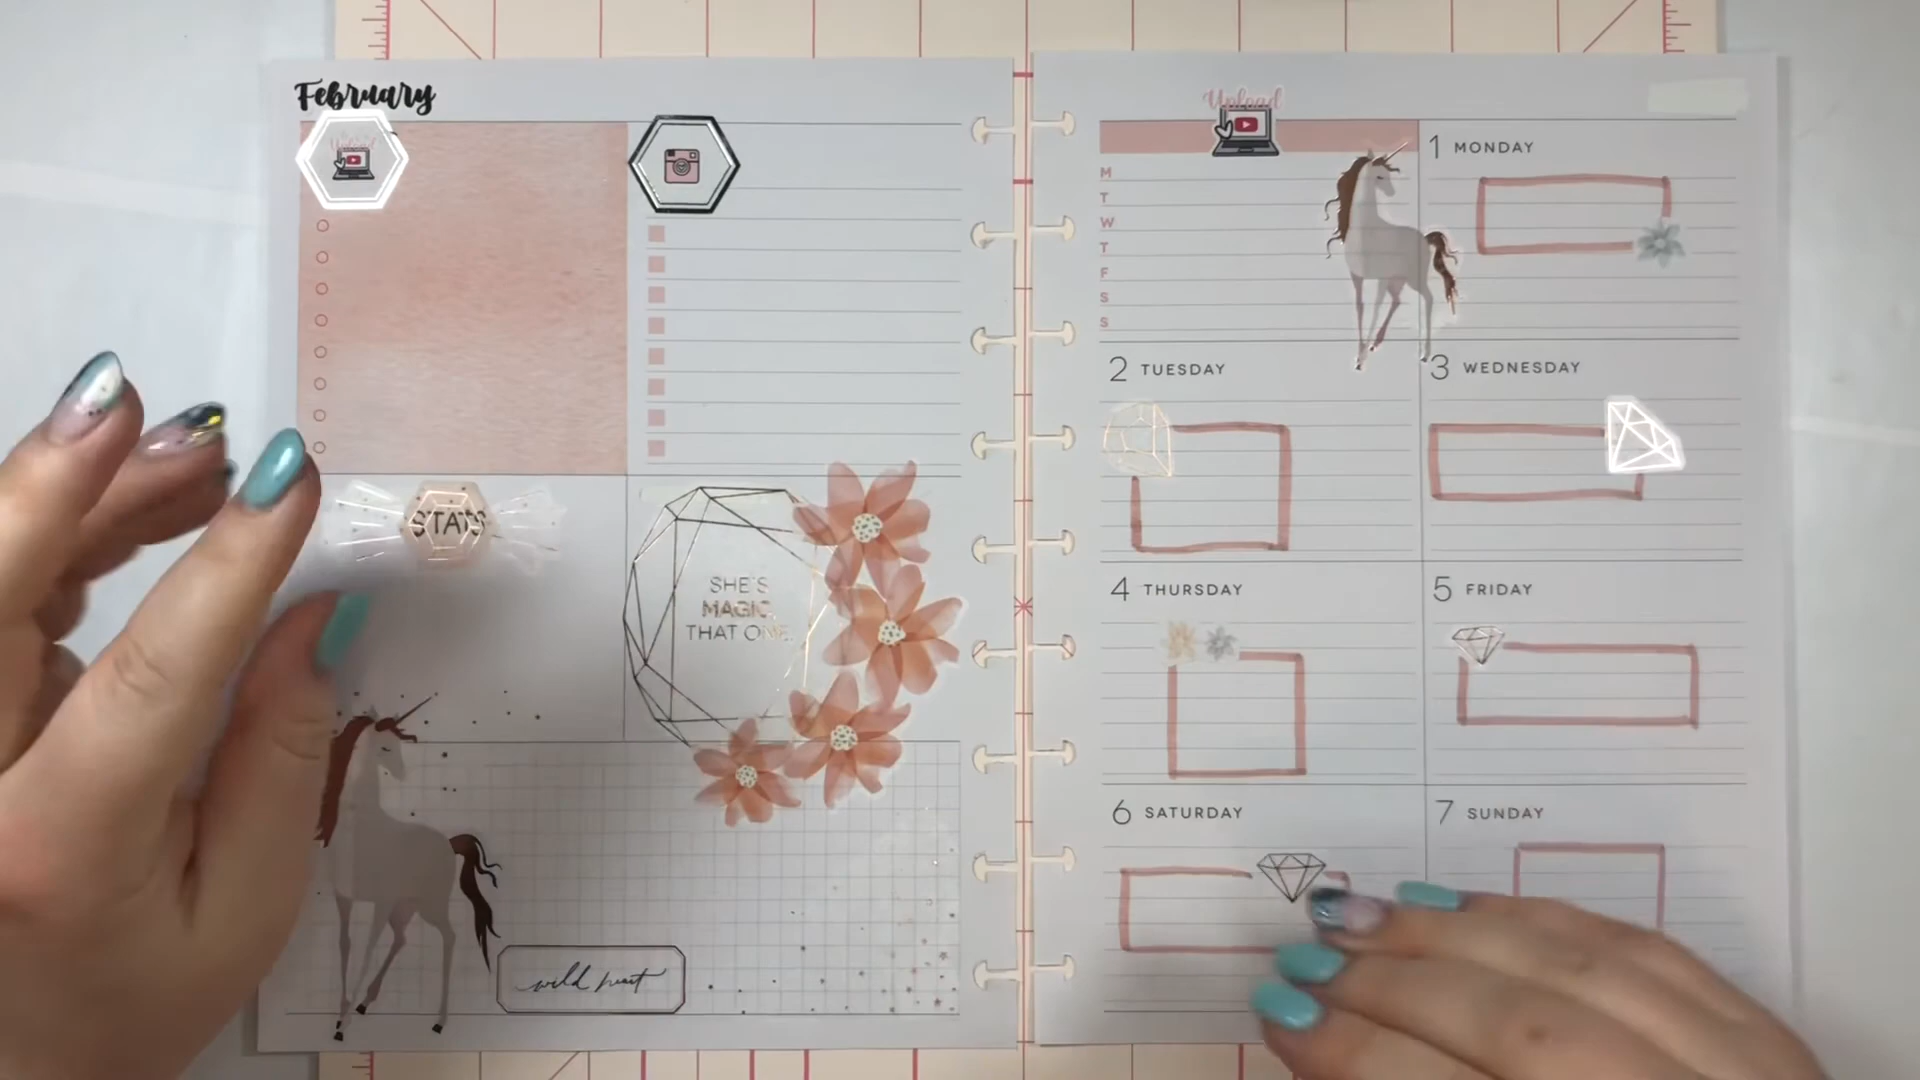 February
Upload
STATS
SHE'S
MAGIC,
THAT ONE.
wild heart
Upload
M
T
W
T
F
S
S
1 MONDAY
2 TUESDAY
3 WEDNESDAY
4 THURSDAY
5 FRIDAY
6 SATURDAY
7 SUNDAY